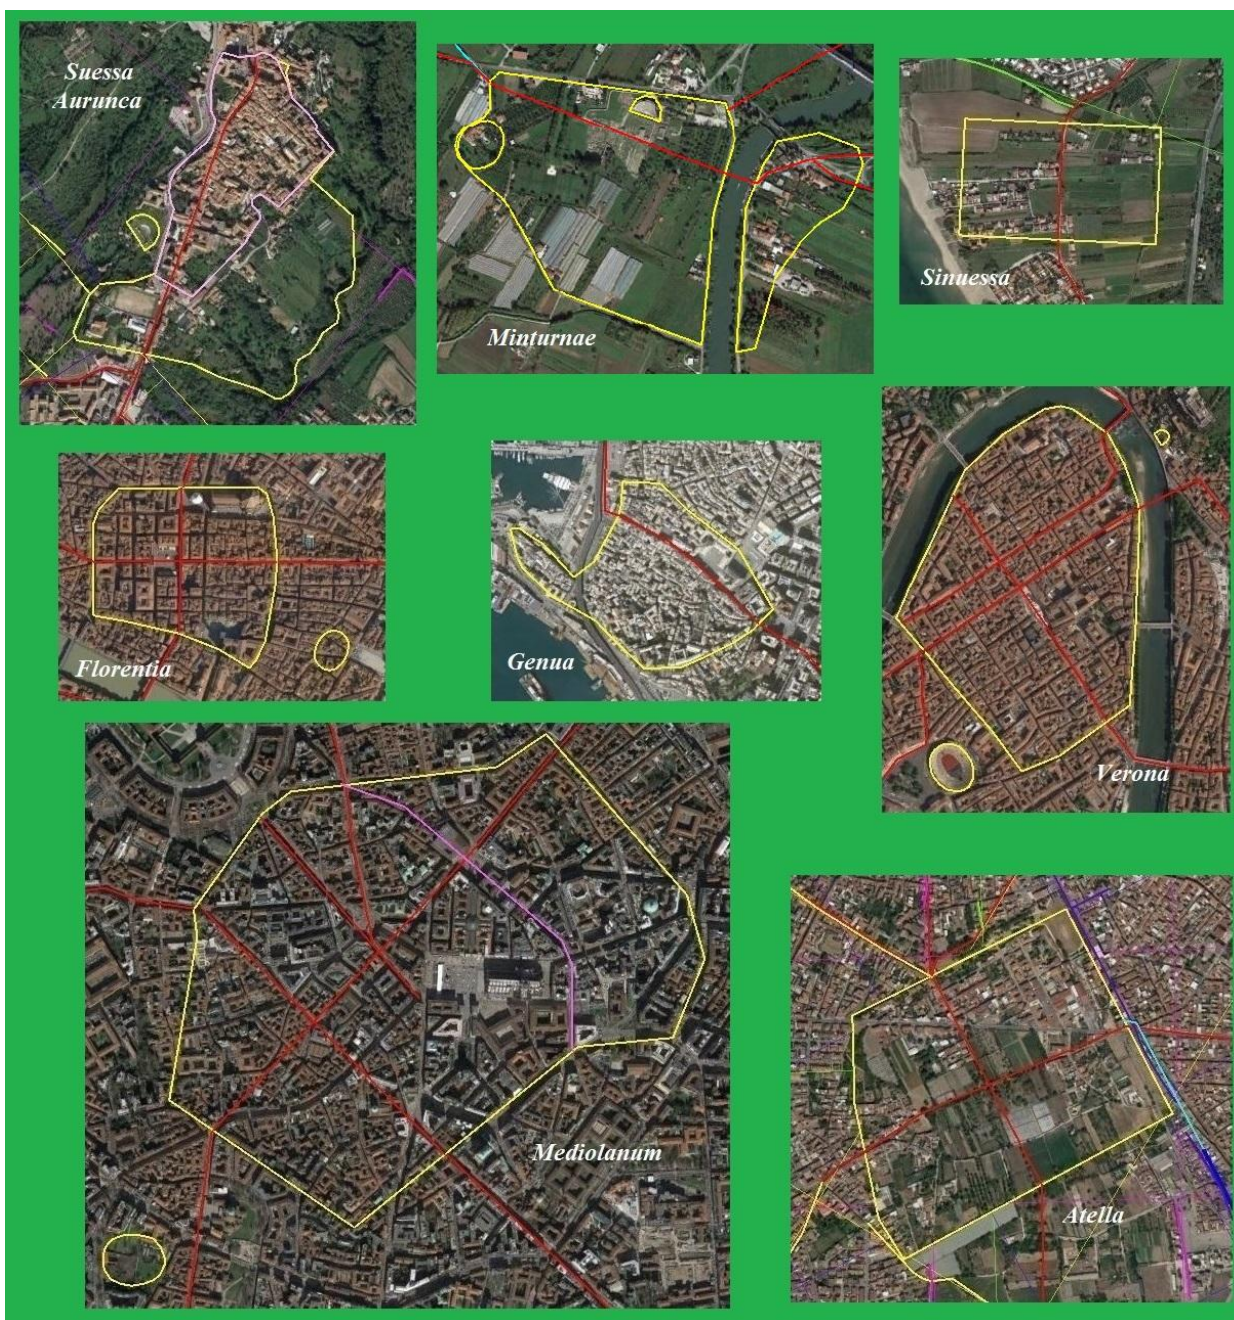 Suessa
Aurunca
Minturnae
Sinuessa
Florentia
Genua
Verona
Mediolanum
Atella